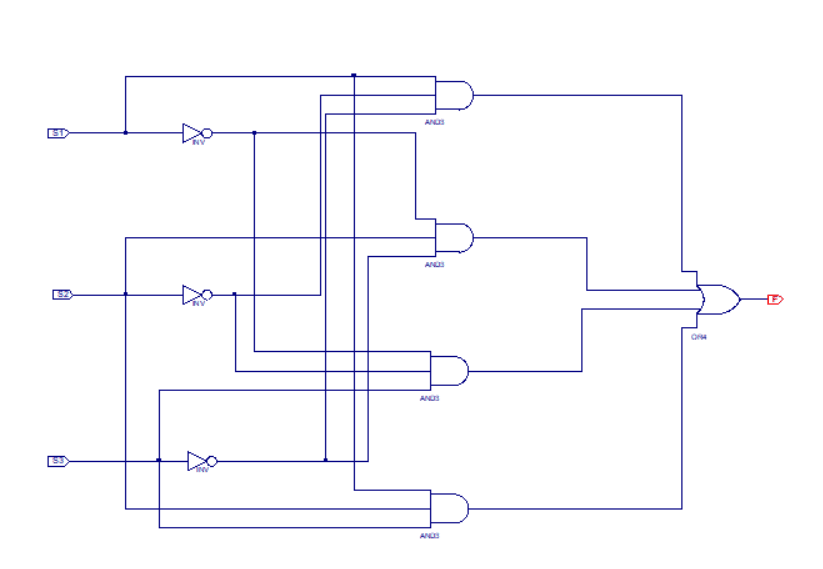 AND3
S1
INV
AND3
S2
INV
F
OR4
AND3
S3
INV
AND3